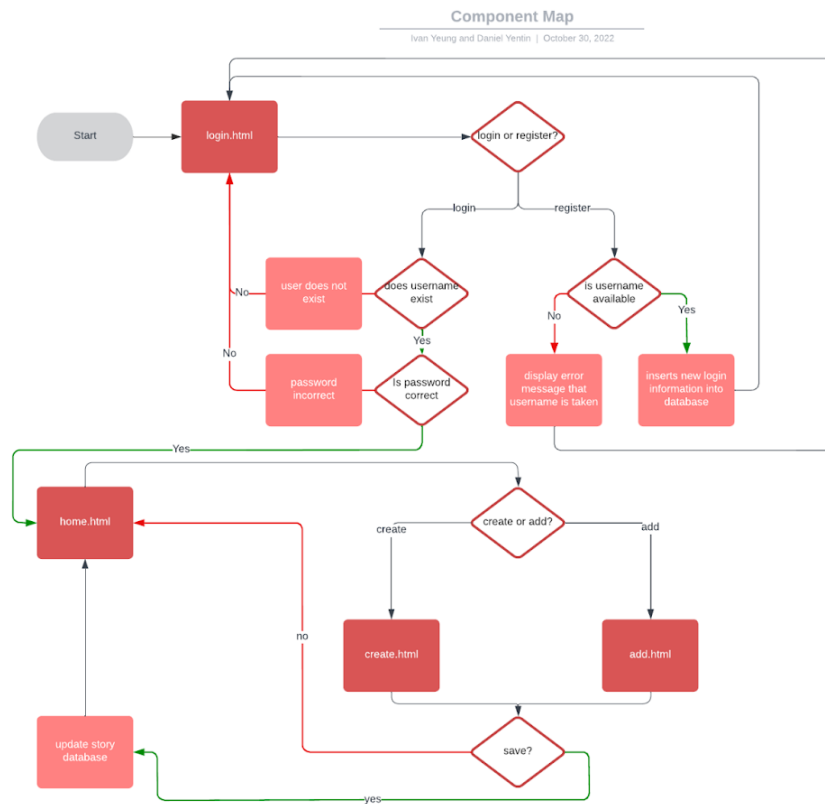 Component Map
Ivan Yeung and Daniel Yentin | October 30, 2022
Start
login.html
login or register?
login
register
user does not
exist
No
does username
exist
is username
available
No
Yes
Yes
No
password
incorrect
Is password
correct
display error
message that
username is taken
inserts new login
information into
database
Yes
home.html
create or add?
create
add
no
create.html
add.html
update story
database
save?
yes